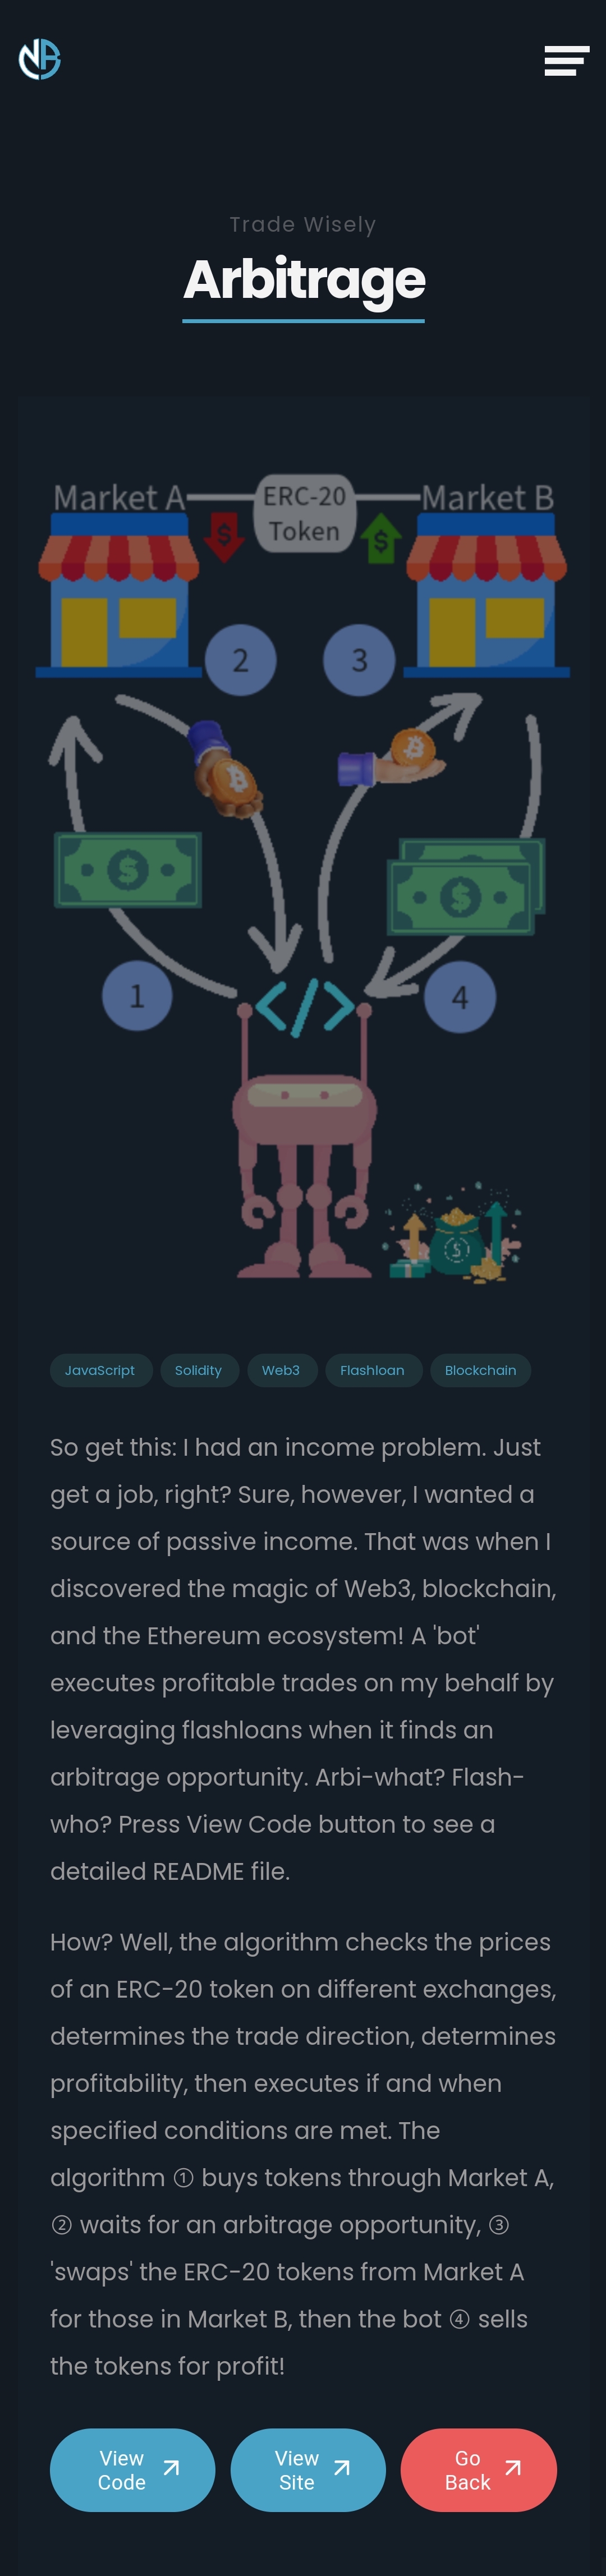 NB
Trade Wisely
Arbitrage
Market A
ERC-20
Token
Market B
$
$
2
3
$
$
1
4
</>
$
JavaScript
Solidity
Web3
Flashloan
Blockchain
So get this: I had an income problem. Just
get a job, right? Sure, however, I wanted a
source of passive income. That was when I
discovered the magic of Web3, blockchain,
and the Ethereum ecosystem! A 'bot'
executes profitable trades on my behalf by
leveraging flashloans when it finds an
arbitrage opportunity. Arbi-what? Flash-
who? Press View Code button to see a
detailed README file.
How? Well, the algorithm checks the prices
of an ERC-20 token on different exchanges,
determines the trade direction, determines
profitability, then executes if and when
specified conditions are met. The
algorithm ① buys tokens through Market A,
② waits for an arbitrage opportunity, ③
'swaps' the ERC-20 tokens from Market A
for those in Market B, then the bot ④ sells
the tokens for profit!
View
Code
View
Site
Go
Back